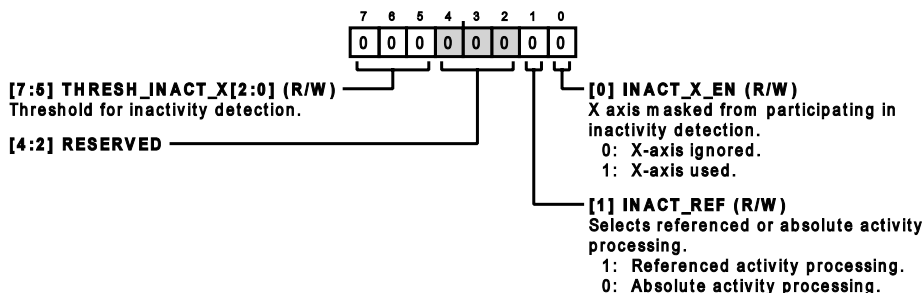 7 6 5 4 3 2 1 0
0 0 0 0 0 0 0 0
[7:5] THRESH_INACT_X[2:0] (R/W)
Threshold for inactivity detection.
[4:2] RESERVED
[0] INACT_X_EN (R/W)
X axis masked from participating in
inactivity detection.
0: X-axis ignored.
1: X-axis used.
[1] INACT_REF (R/W)
Selects referenced or absolute activity
processing.
1: Referenced activity processing.
0: Absolute activity processing.